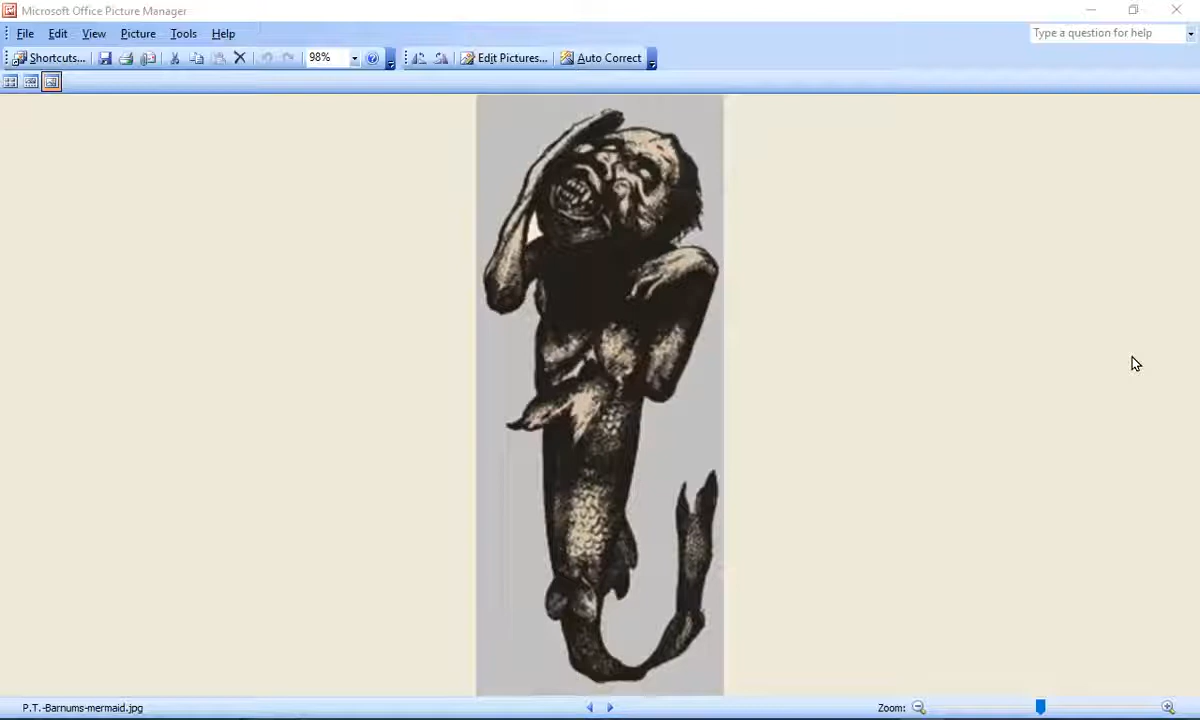 Microsoft Office Picture Manager
File Edit View Picture Tools Help
Type a question for help
Shortcuts... 98% Edit Pictures... Auto Correct
P.T.-Barnums-mermaid.jpg
Zoom: